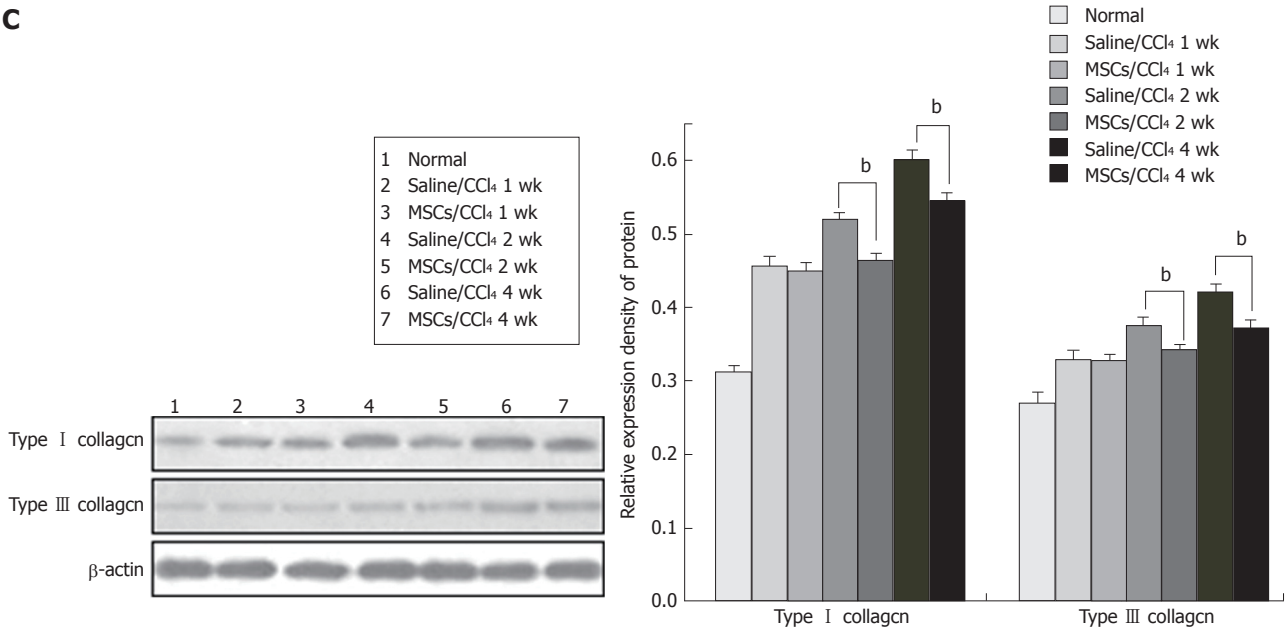 C
1 Normal
2 Saline/CCl₄ 1 wk
3 MSCs/CCl₄ 1 wk
4 Saline/CCl₄ 2 wk
5 MSCs/CCl₄ 2 wk
6 Saline/CCl₄ 4 wk
7 MSCs/CCl₄ 4 wk
1 2 3 4 5 6 7
Type Ⅰ collagcn
Type Ⅲ collagcn
β-actin
Normal
Saline/CCl₄ 1 wk
MSCs/CCl₄ 1 wk
Saline/CCl₄ 2 wk
MSCs/CCl₄ 2 wk
Saline/CCl₄ 4 wk
MSCs/CCl₄ 4 wk
Relative expression density of protein
0.6
0.5
0.4
0.3
0.2
0.1
0.0
b
b
b
b
Type Ⅰ collagcn
Type Ⅲ collagcn